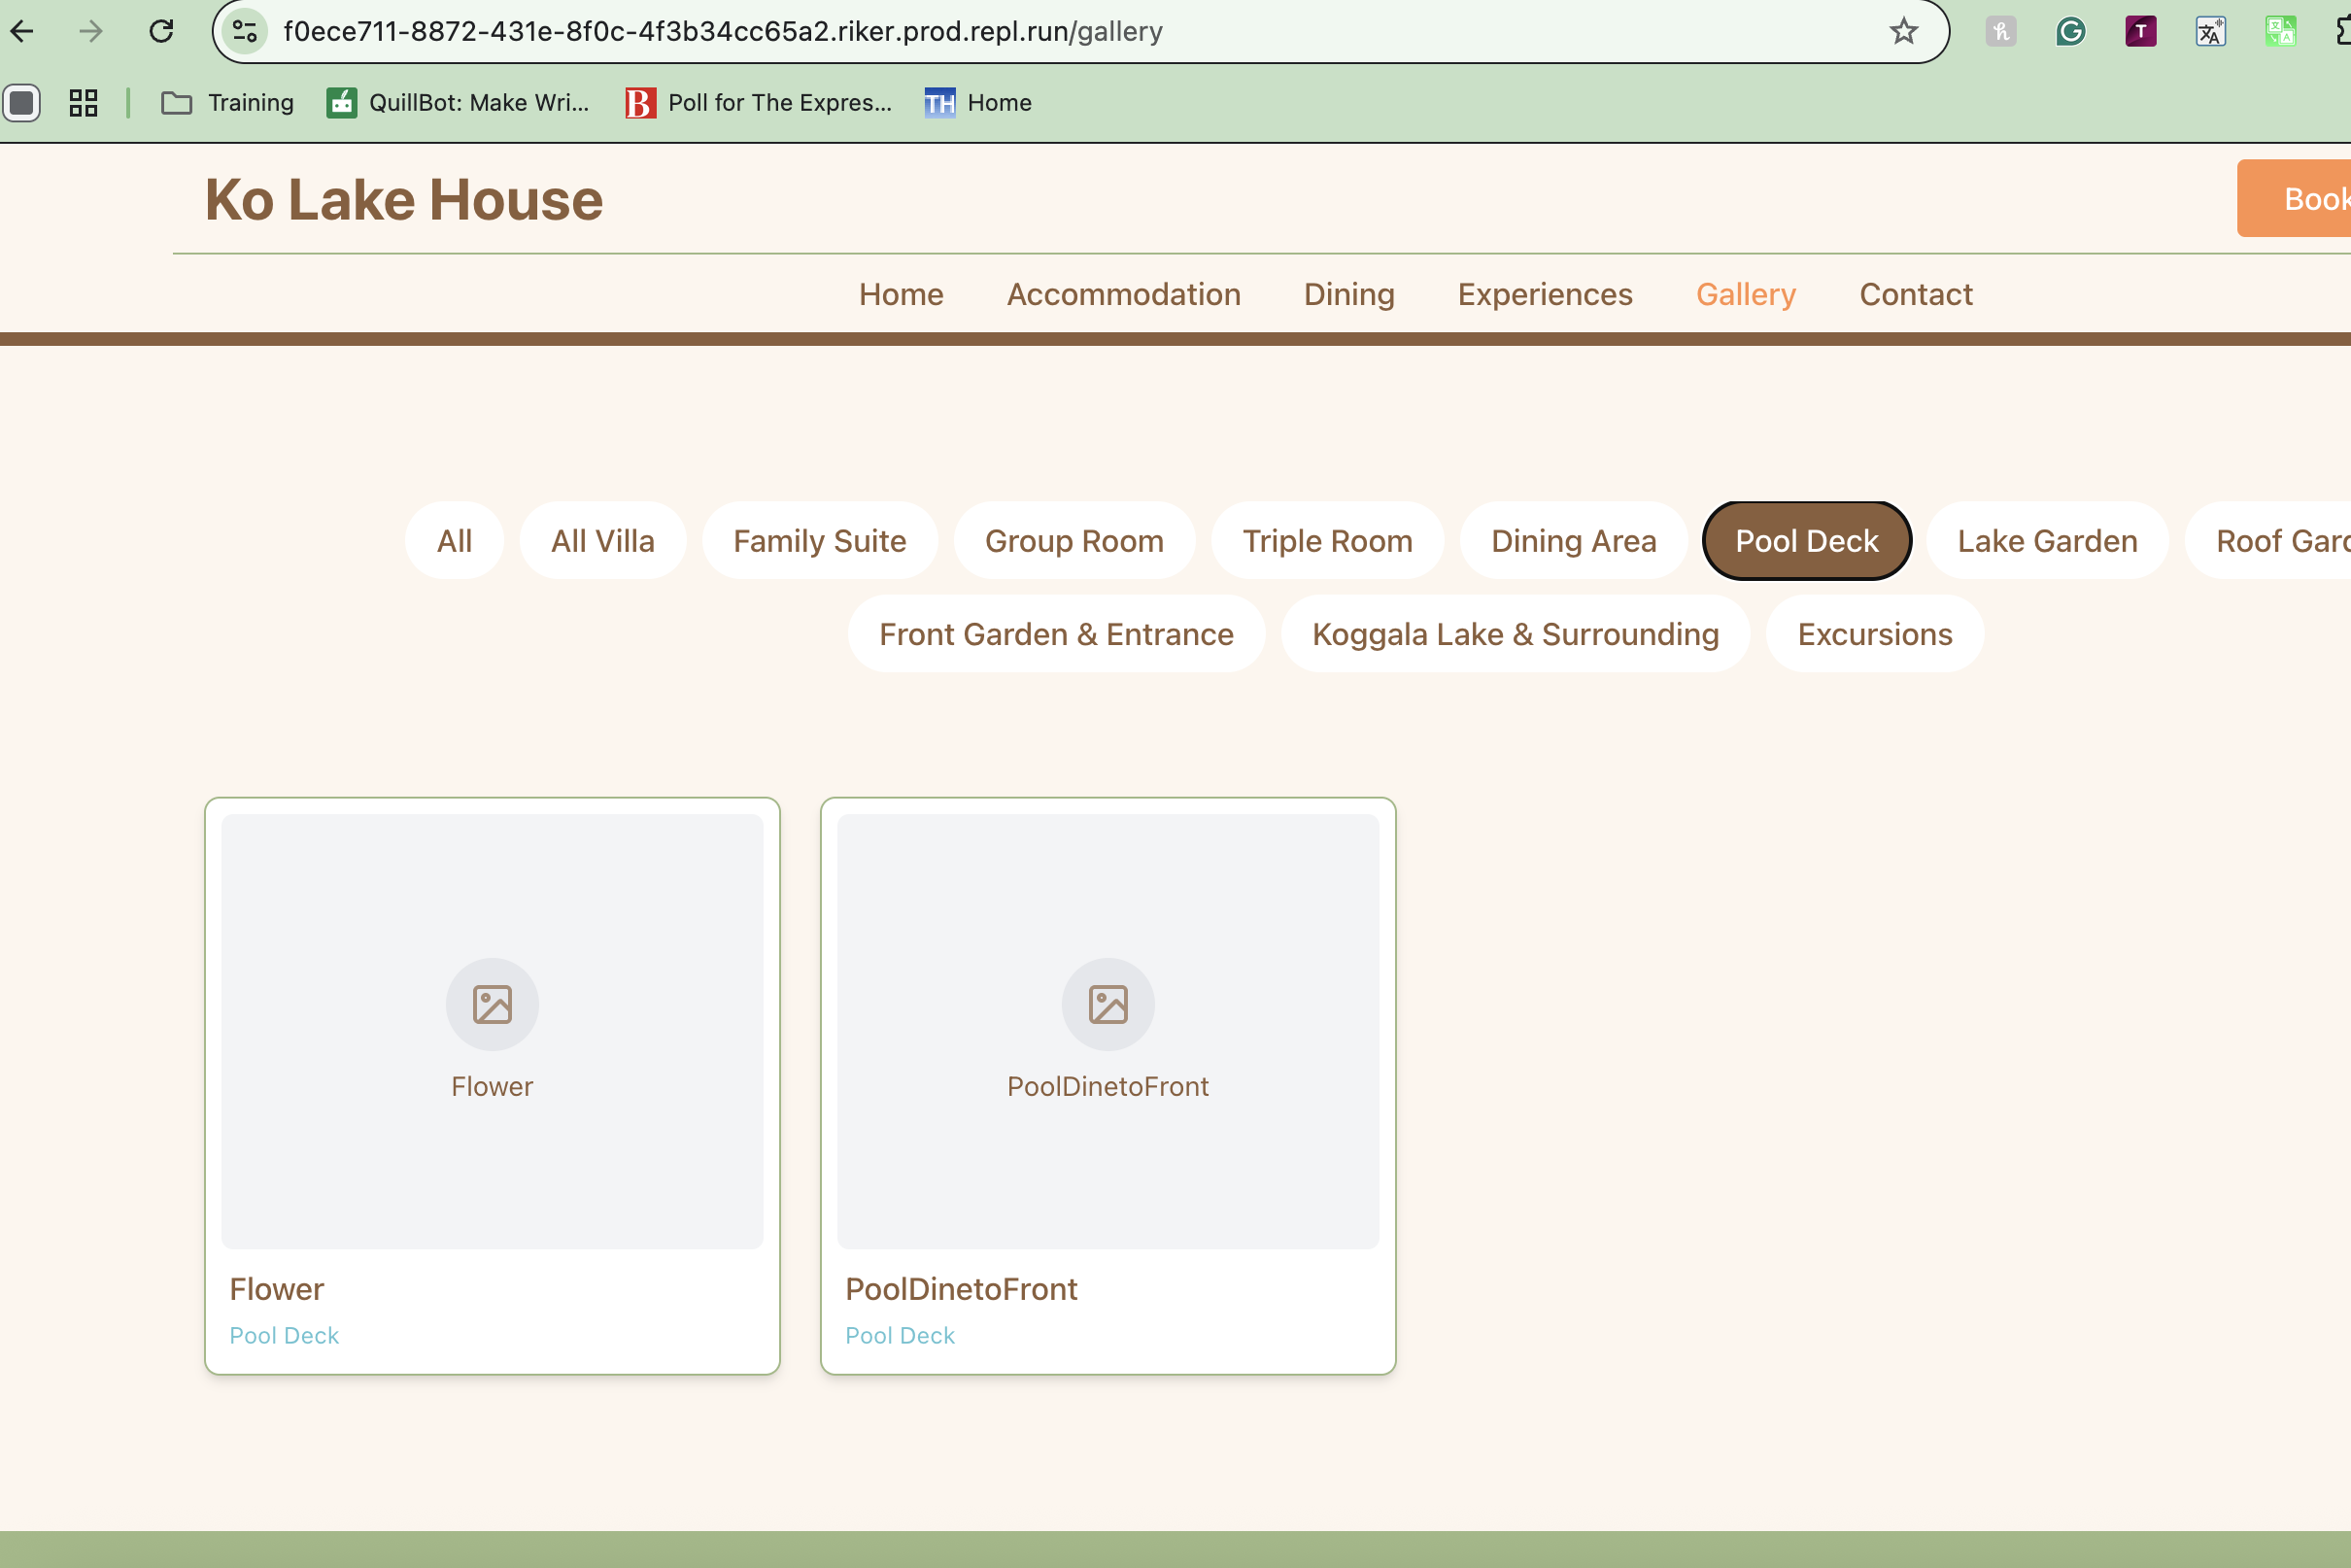 f0ece711-8872-431e-8f0c-4f3b34cc65a2.riker.prod.repl.run/gallery
Training QuillBot: Make Wri... Poll for The Expres... Home
Ko Lake House
Book
Home Accommodation Dining Experiences Gallery Contact
All All Villa Family Suite Group Room Triple Room Dining Area Pool Deck Lake Garden Roof Gard
Front Garden & Entrance Koggala Lake & Surrounding Excursions
Flower PoolDinetoFront
Flower PoolDinetoFront
Pool Deck Pool Deck